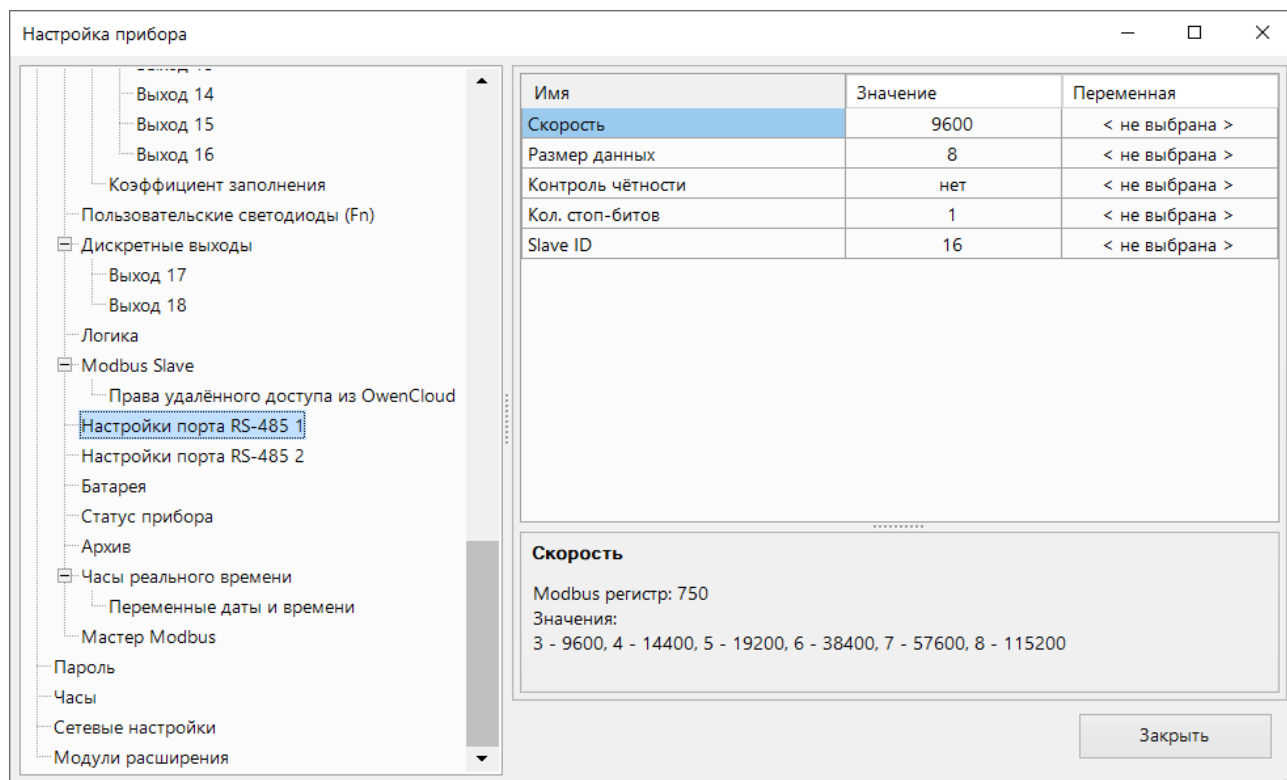 Настройка прибора
Выход 14
Выход 15
Выход 16
Коэффициент заполнения
Пользовательские светодиоды (Fn)
Дискретные выходы
Выход 17
Выход 18
Логика
Modbus Slave
Права удалённого доступа из OwenCloud
Настройки порта RS-485 1
Настройки порта RS-485 2
Батарея
Статус прибора
Архив
Часы реального времени
Переменные даты и времени
Мастер Modbus
Пароль
Часы
Сетевые настройки
Модули расширения
Имя Значение Переменная
Скорость 9600 < не выбрана >
Размер данных 8 < не выбрана >
Контроль чётности нет < не выбрана >
Кол. стоп-битов 1 < не выбрана >
Slave ID 16 < не выбрана >
Скорость
Modbus регистр: 750
Значения:
3 - 9600, 4 - 14400, 5 - 19200, 6 - 38400, 7 - 57600, 8 - 115200
Закрыть